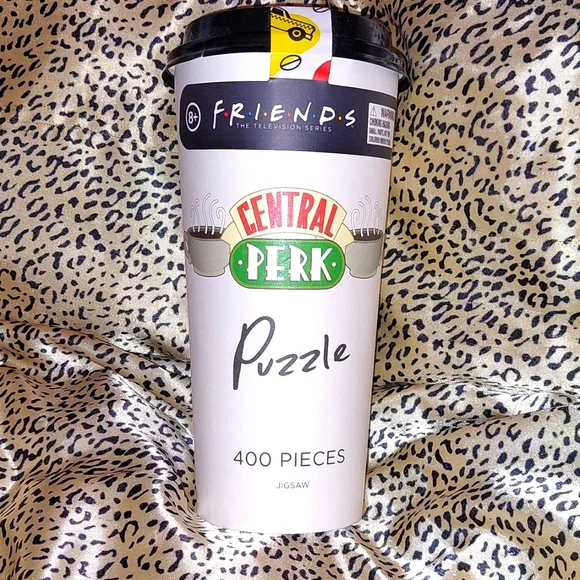 8+
F·R·I·E·N·D·S
THE TELEVISION SERIES
⚠ WARNING:
CHOKING HAZARD
CENTRAL
·PERK·
Puzzle
400 PIECES
JIGSAW